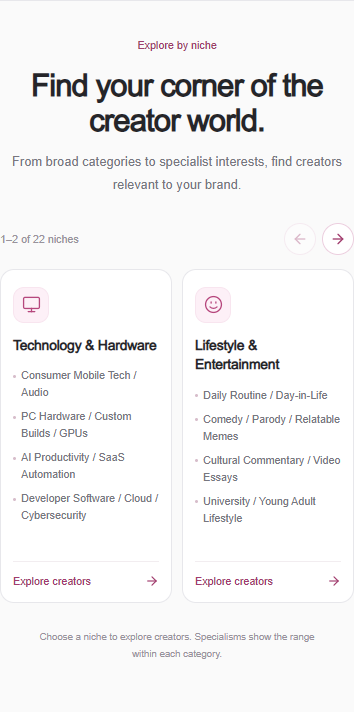 Explore by niche
Find your corner of the
creator world.
From broad categories to specialist interests, find creators
relevant to your brand.
1–2 of 22 niches
Technology & Hardware
Consumer Mobile Tech /
Audio
PC Hardware / Custom
Builds / GPUs
AI Productivity / SaaS
Automation
Developer Software / Cloud /
Cybersecurity
Explore creators
Lifestyle &
Entertainment
Daily Routine / Day-in-Life
Comedy / Parody / Relatable
Memes
Cultural Commentary / Video
Essays
University / Young Adult
Lifestyle
Explore creators
Choose a niche to explore creators. Specialisms show the range
within each category.